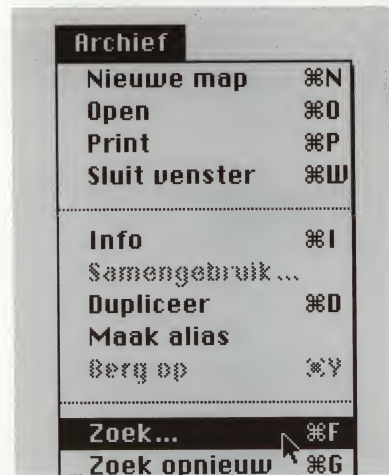 Archief
Nieuwe map ⌘N
Open ⌘O
Print ⌘P
Sluit venster ⌘W
Info ⌘I
Samengebruik...
Dupliceer ⌘D
Maak alias
Berg op ⌘Y
Zoek... ⌘F
Zoek opnieuw ⌘G